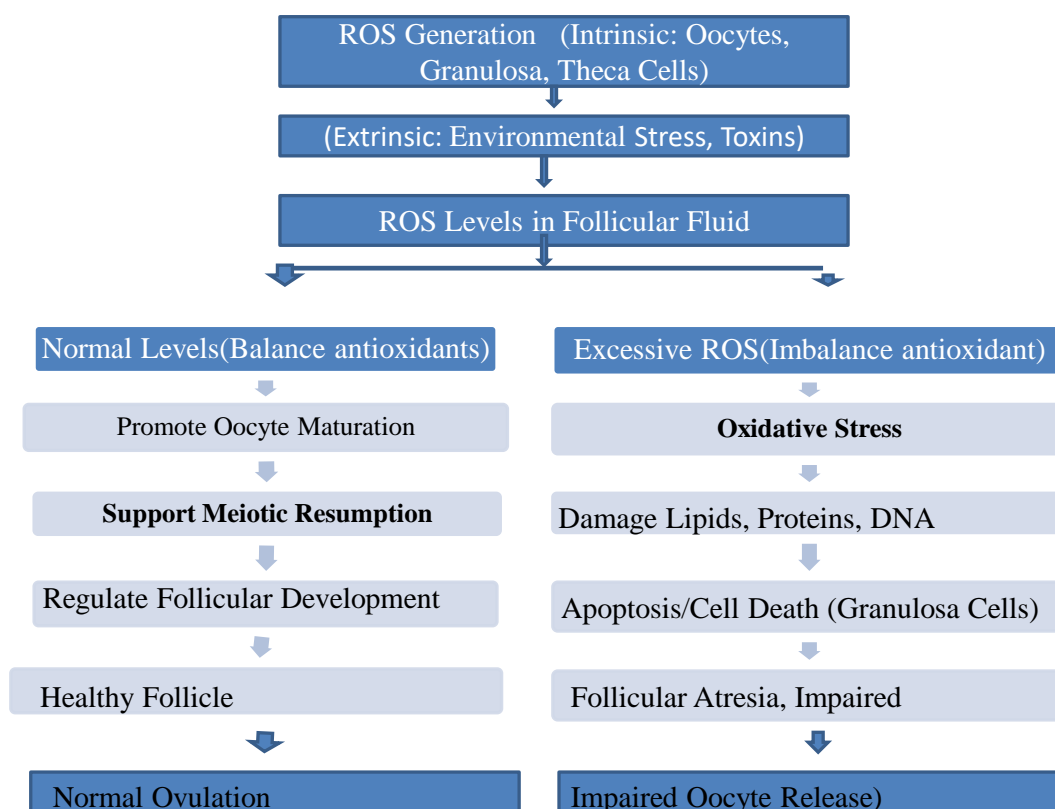 ROS Generation (Intrinsic: Oocytes,
Granulosa, Theca Cells)
(Extrinsic: Environmental Stress, Toxins)
ROS Levels in Follicular Fluid
Normal Levels(Balance antioxidants)
Promote Oocyte Maturation
Support Meiotic Resumption
Regulate Follicular Development
Healthy Follicle
Normal Ovulation
Excessive ROS(Imbalance antioxidant)
Oxidative Stress
Damage Lipids, Proteins, DNA
Apoptosis/Cell Death (Granulosa Cells)
Follicular Atresia, Impaired
Impaired Oocyte Release)